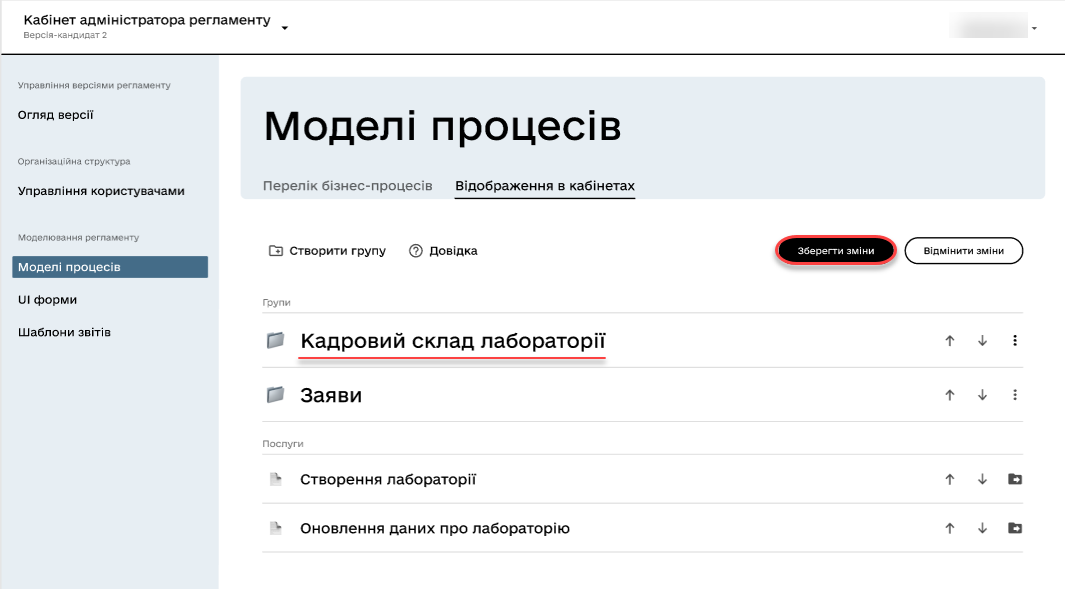 Кабінет адміністратора регламенту
Версія-кандидат 2
Управління версіями регламенту
Огляд версії
Організаційна структура
Управління користувачами
Моделювання регламенту
Моделі процесів
UI форми
Шаблони звітів
Моделі процесів
Перелік бізнес-процесів Відображення в кабінетах
Створити групу Довідка Зберегти зміни Відмінити зміни
Групи
Кадровий склад лабораторії
Заяви
Послуги
Створення лабораторії
Оновлення даних про лабораторію